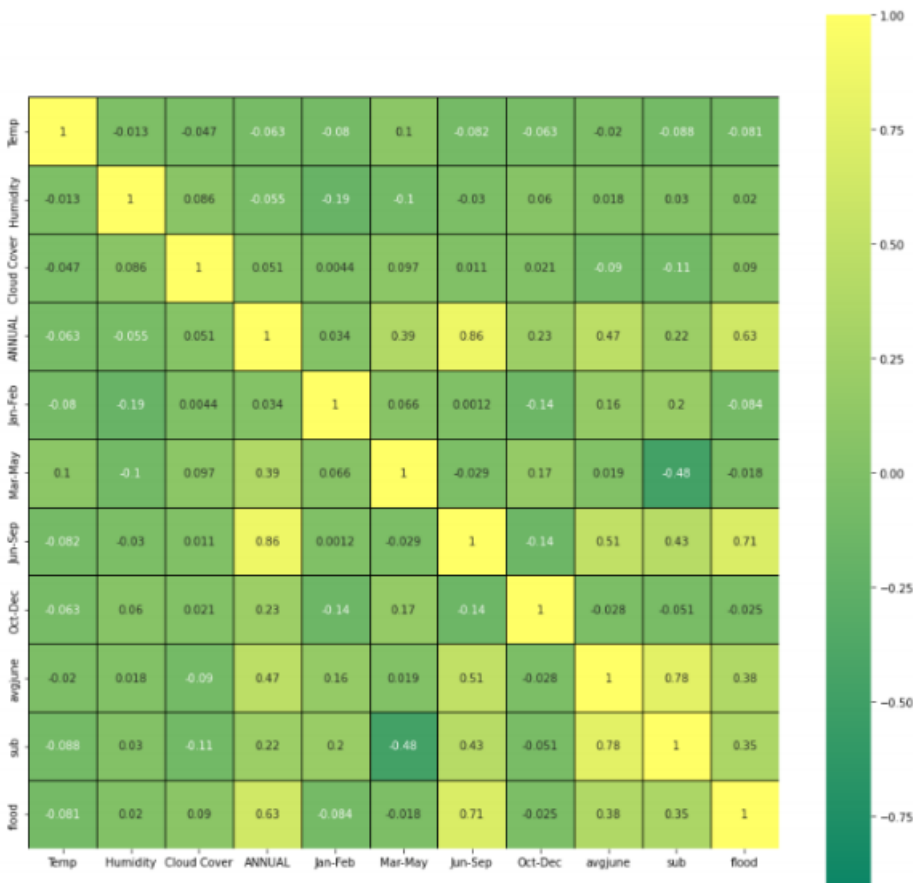 1.00
Temp 1 -0.013 -0.047 -0.063 -0.08 0.1 -0.082 -0.063 -0.02 -0.088 -0.081
0.75
Humidity -0.013 1 0.086 -0.055 -0.19 -0.1 -0.03 0.06 0.018 0.03 0.02
Cloud Cover -0.047 0.086 1 0.051 0.0044 0.097 0.011 0.021 -0.09 -0.11 0.09
0.50
ANNUAL -0.063 -0.055 0.051 1 0.034 0.39 0.86 0.23 0.47 0.22 0.63
0.25
Jan-Feb -0.08 -0.19 0.0044 0.034 1 0.066 0.0012 -0.14 0.16 0.2 -0.084
Mar-May 0.1 -0.1 0.097 0.39 0.066 1 -0.029 0.17 0.019 -0.48 -0.018
0.00
Jun-Sep -0.082 -0.03 0.011 0.86 0.0012 -0.029 1 -0.14 0.51 0.43 0.71
-0.25
Oct-Dec -0.063 0.06 0.021 0.23 -0.14 0.17 -0.14 1 -0.028 -0.051 -0.025
avgjune -0.02 0.018 -0.09 0.47 0.16 0.019 0.51 -0.028 1 0.78 0.38
-0.50
sub -0.088 0.03 -0.11 0.22 0.2 -0.48 0.43 -0.051 0.78 1 0.35
flood -0.081 0.02 0.09 0.63 -0.084 -0.018 0.71 -0.025 0.38 0.35 1
-0.75
Temp Humidity Cloud Cover ANNUAL Jan-Feb Mar-May Jun-Sep Oct-Dec avgjune sub flood